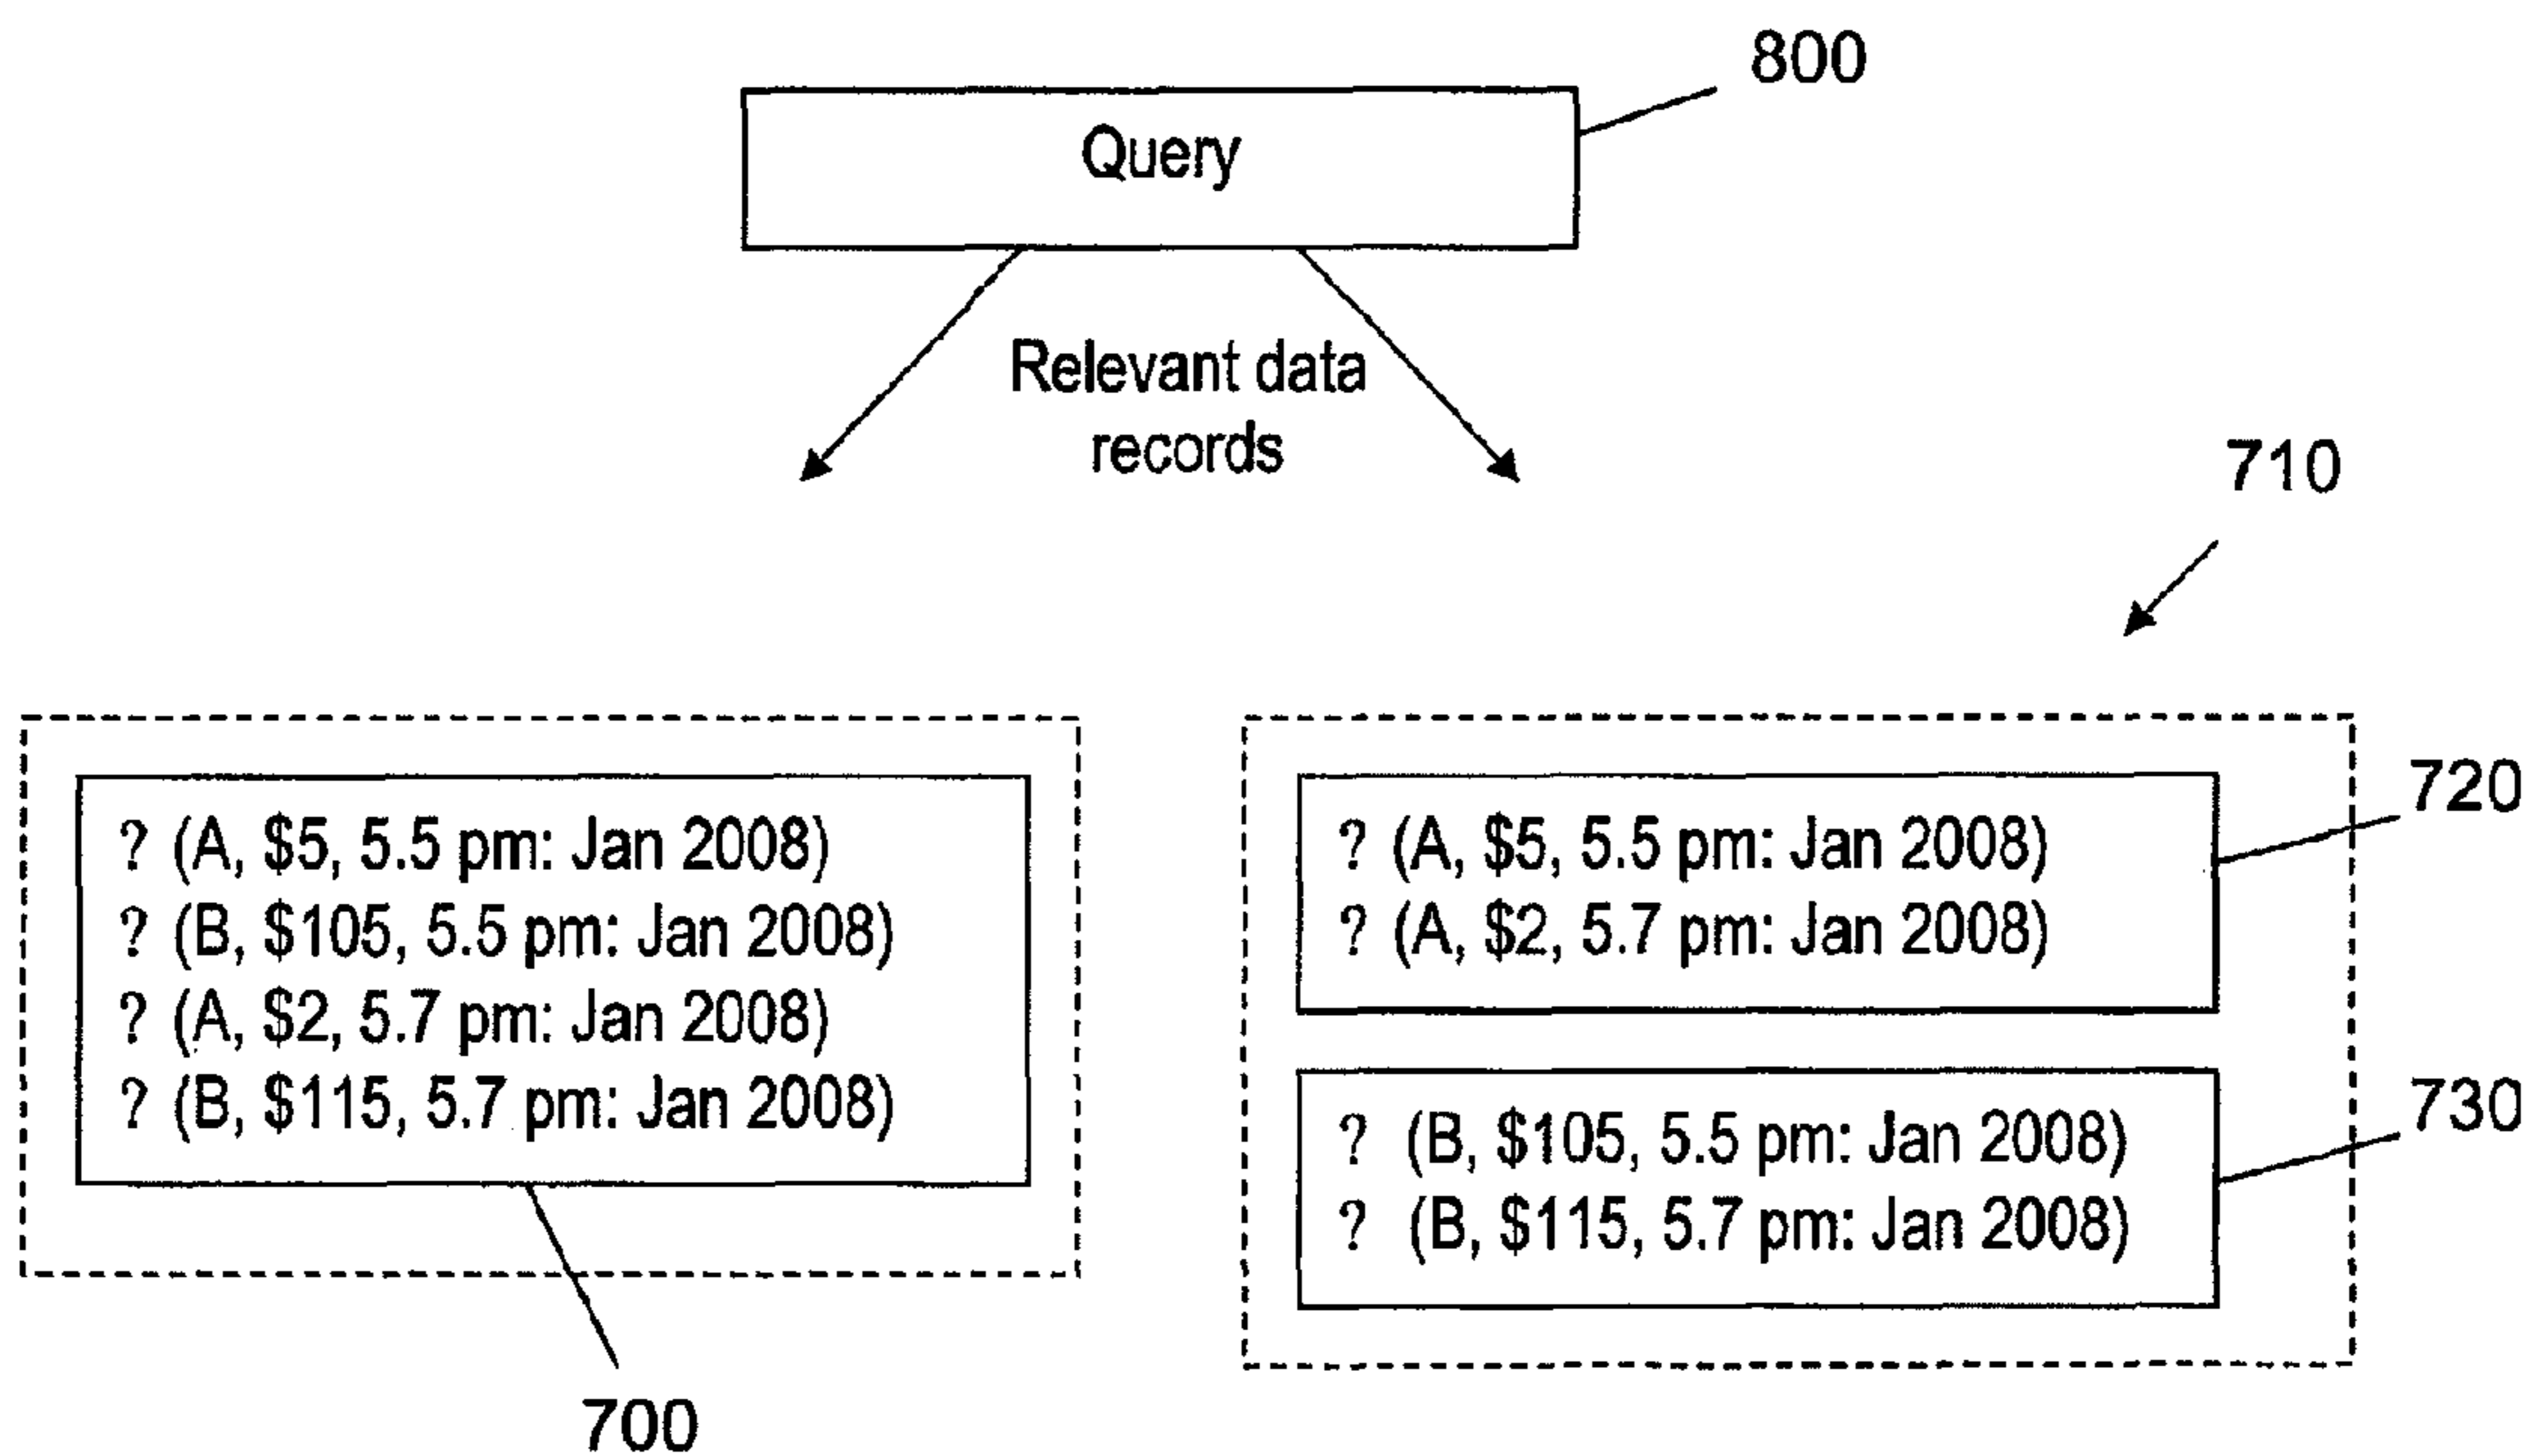 800
Query
Relevant data
records
710
? (A, $5, 5.5 pm: Jan 2008)
? (B, $105, 5.5 pm: Jan 2008)
? (A, $2, 5.7 pm: Jan 2008)
? (B, $115, 5.7 pm: Jan 2008)
700
720
? (A, $5, 5.5 pm: Jan 2008)
? (A, $2, 5.7 pm: Jan 2008)
730
? (B, $105, 5.5 pm: Jan 2008)
? (B, $115, 5.7 pm: Jan 2008)